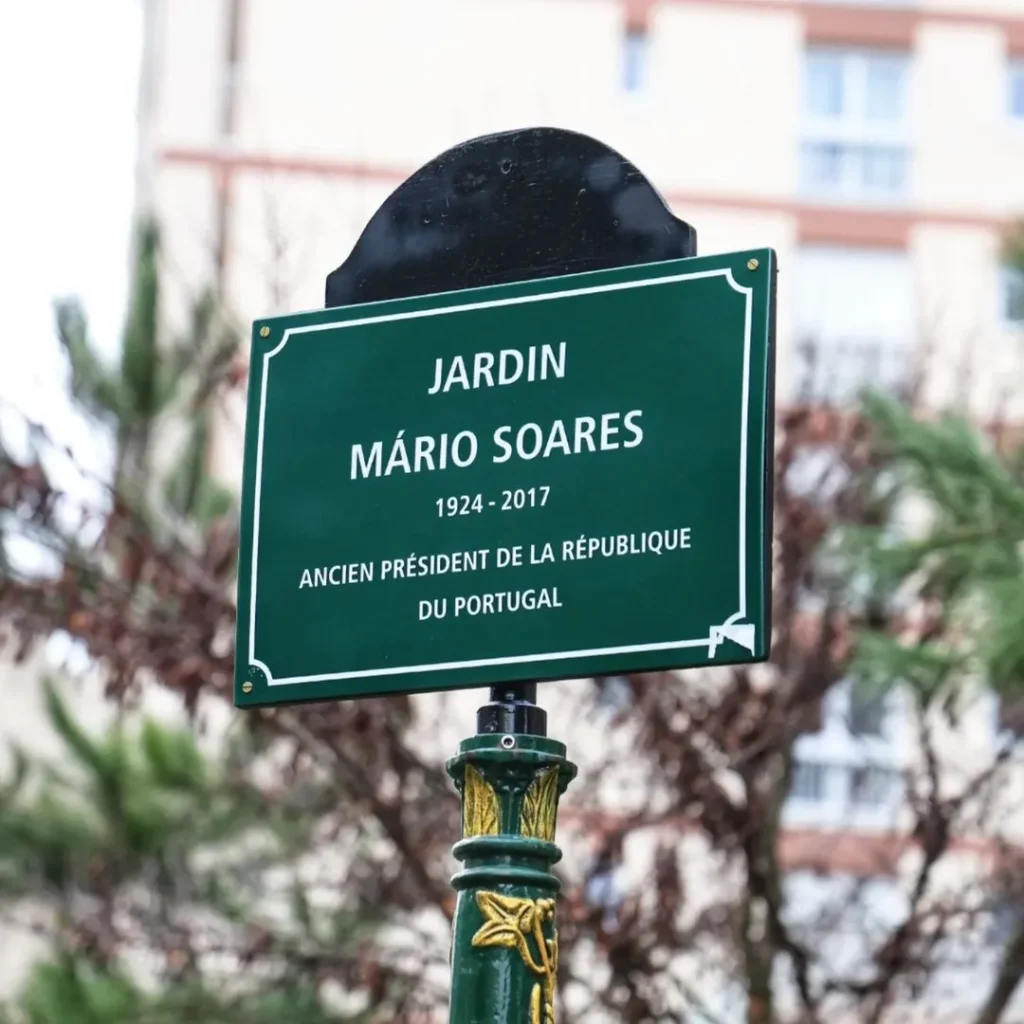 JARDIN
MÁRIO SOARES
1924 - 2017
ANCIEN PRÉSIDENT DE LA RÉPUBLIQUE
DU PORTUGAL